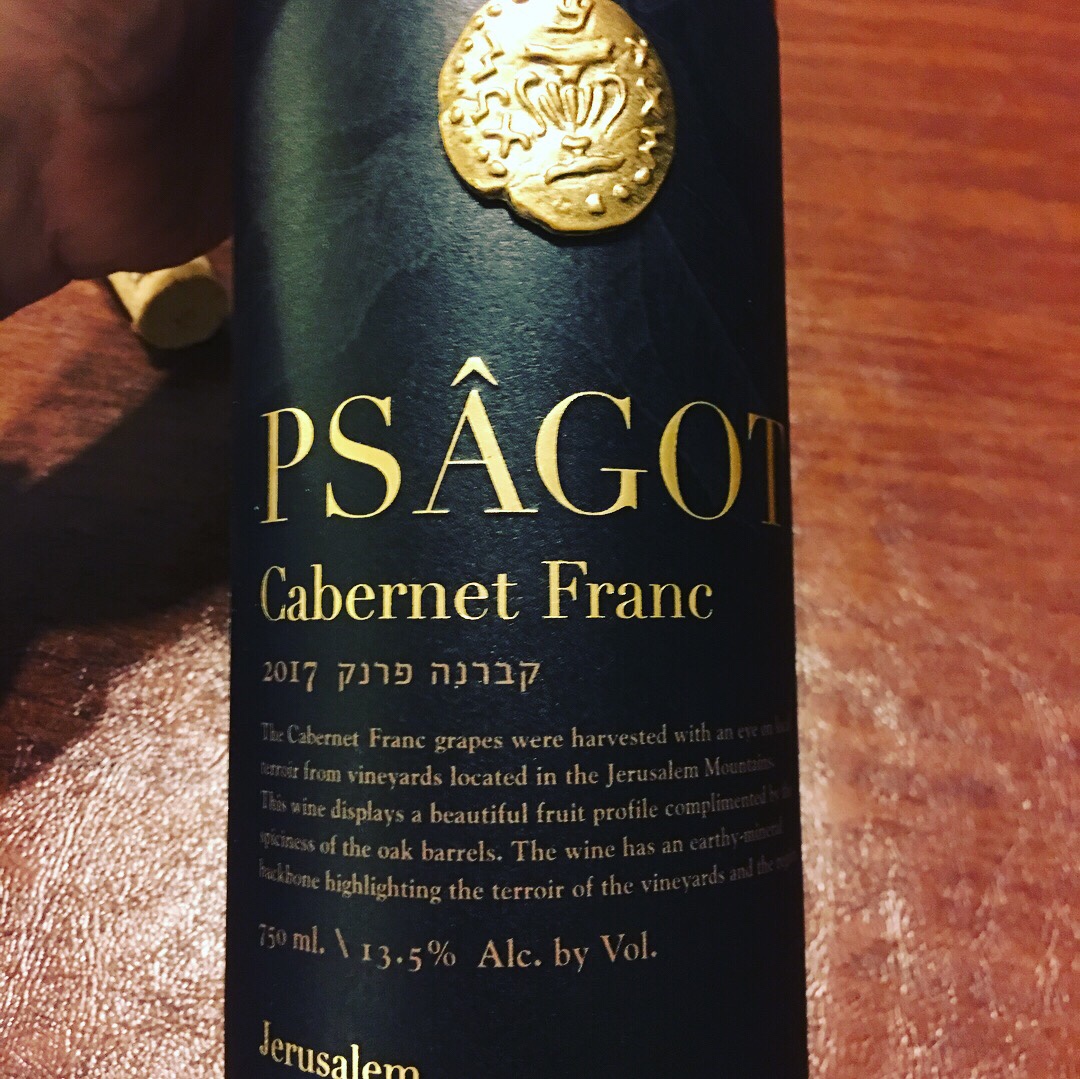 PSÂGOT
Cabernet Franc
2017 קברנה פרנק
The Cabernet Franc grapes were harvested with an eye on
terroir from vineyards located in the Jerusalem Mountains.
This wine displays a beautiful fruit profile complimented by
spiciness of the oak barrels. The wine has an earthy-mineral
backbone highlighting the terroir of the vineyards and the
750 ml. \ 13.5% Alc. by Vol.
Jerusalem